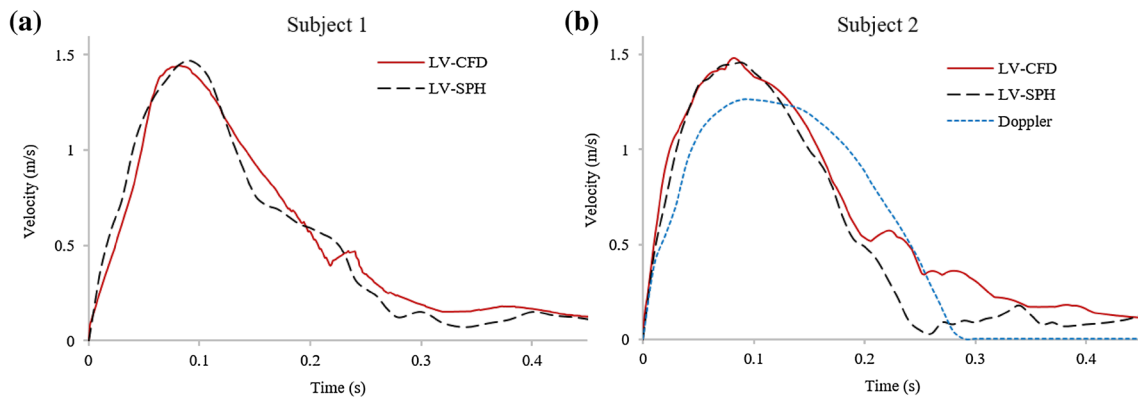 (a)
Subject 1
LV-CFD
LV-SPH
Velocity (m/s)
1.5
1
0.5
0
0
0.1
0.2
0.3
0.4
Time (s)
(b)
Subject 2
LV-CFD
LV-SPH
Doppler
Velocity (m/s)
1.5
1
0.5
0
0
0.1
0.2
0.3
0.4
Time (s)